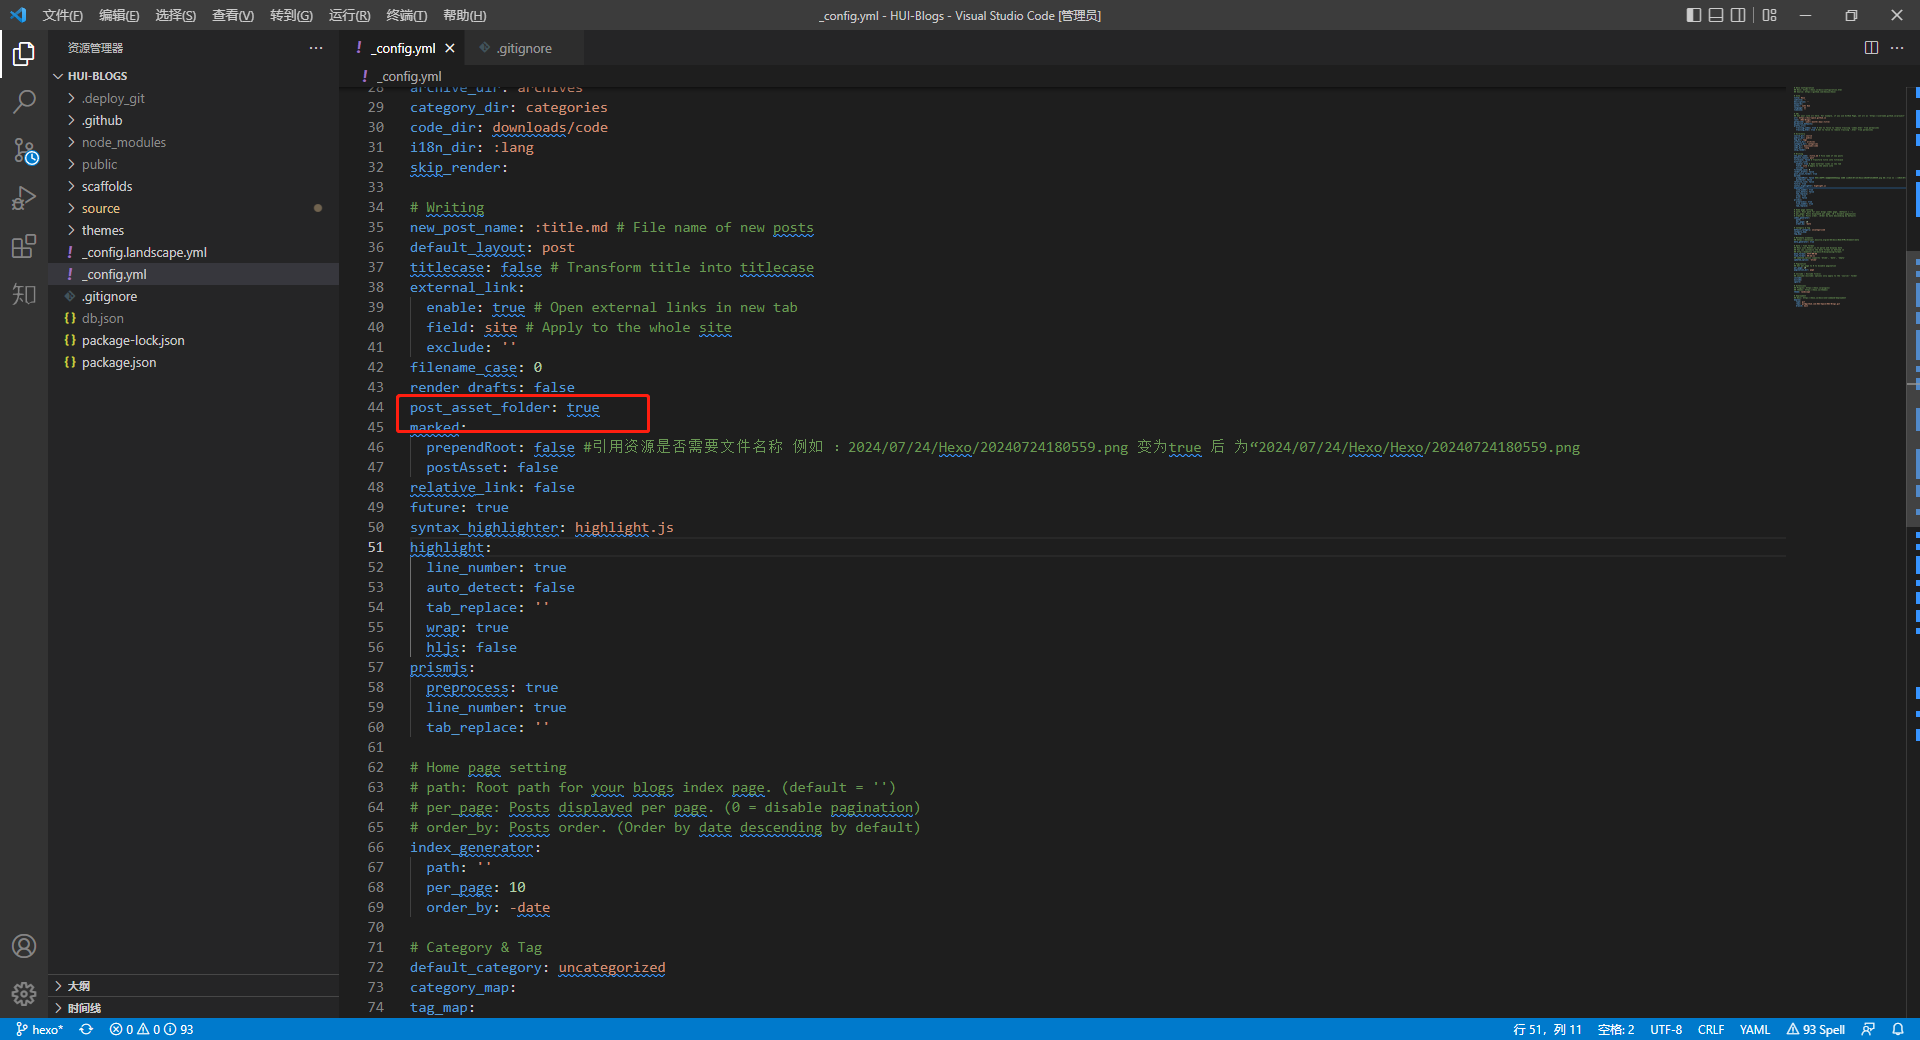 文件(F) 编辑(E) 选择(S) 查看(V) 转到(G) 运行(R) 终端(T) 帮助(H)
_config.yml - HUI-Blogs - Visual Studio Code [管理员]
资源管理器
HUI-BLOGS
.deploy_git
.github
node_modules
public
scaffolds
source
themes
_config.landscape.yml
_config.yml
.gitignore
db.json
package-lock.json
package.json
大纲
时间线
知
_config.yml
.gitignore
_config.yml
28 archive_dir: archives
29 category_dir: categories
30 code_dir: downloads/code
31 i18n_dir: :lang
32 skip_render:
33
34 # Writing
35 new_post_name: :title.md # File name of new posts
36 default_layout: post
37 titlecase: false # Transform title into titlecase
38 external_link:
39 enable: true # Open external links in new tab
40 field: site # Apply to the whole site
41 exclude: ''
42 filename_case: 0
43 render_drafts: false
44 post_asset_folder: true
45 marked:
46 prependRoot: false #引用资源是否需要文件名称 例如 : 2024/07/24/Hexo/20240724180559.png 变为true 后 为“2024/07/24/Hexo/Hexo/20240724180559.png
47 postAsset: false
48 relative_link: false
49 future: true
50 syntax_highlighter: highlight.js
51 highlight:
52 line_number: true
53 auto_detect: false
54 tab_replace: ''
55 wrap: true
56 hljs: false
57 prismjs:
58 preprocess: true
59 line_number: true
60 tab_replace: ''
61
62 # Home page setting
63 # path: Root path for your blogs index page. (default = '')
64 # per_page: Posts displayed per page. (0 = disable pagination)
65 # order_by: Posts order. (Order by date descending by default)
66 index_generator:
67 path: ''
68 per_page: 10
69 order_by: -date
70
71 # Category & Tag
72 default_category: uncategorized
73 category_map:
74 tag_map:
hexo* 0 0 93
行 51, 列 11 空格: 2 UTF-8 CRLF YAML 93 Spell